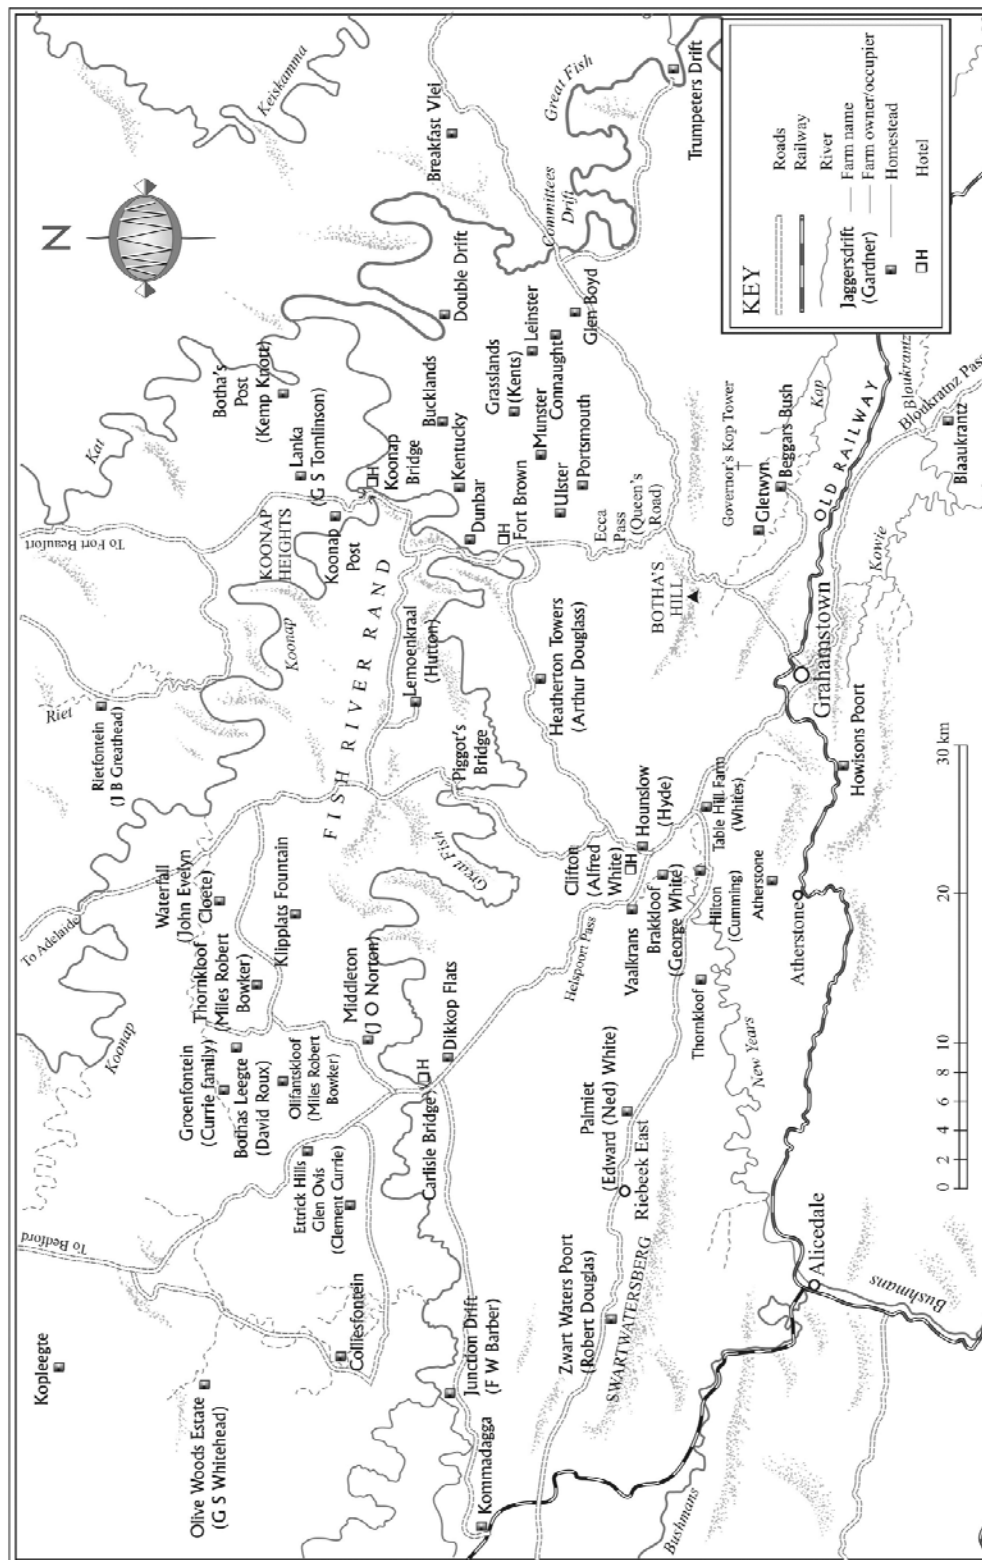 Kopleegte
Olive Woods Estate
(G S Whitehead)
Colliesfontein
Junction Drift
(F W Barber)
Kommadagga
To Bedford
Groenfontein
(Currie family)
Bothas Leegte
(David Roux)
Ettrick Hills
Glen Ovis
(Clement Currie)
Olifantskloof
(Miles Robert
Bowker)
Thornkloof
(Miles Robert
Bowker)
Waterfall
(John Evelyn
Cloete)
Klipplats Fountain
Middleton
(J O Norton)
Carlisle Bridge
H
Dikkop Flats
Koonap
To Adelaide
Rietfontein
(J B Greathead)
Riet
Koonap
FISH RIVER RAND
Lemoenkraal
(Hutton)
Piggot's
Bridge
Great Fish
To Fort Beaufort
KOONAP
HEIGHTS
Koonap
Post
Lanka
(G S Tomlinson)
Botha's
Post
(Kemp Knott)
Kat
H
Koonap
Bridge
Bucklands
Kentucky
Dunbar
H
Fort Brown
Double Drift
N
Keiskamma
Breakfast Vlei
Great Fish
Committees
Drift
Trumpeters Drift
Grasslands
(Kents)
Leinster
Munster
Connaught
Glen Boyd
Ulster
Portsmouth
Ecca
Pass
(Queen's
Road)
BOTHA'S
HILL
Governor's Kop Tower
Gletwyn
Beggars Bush
Kap
Heatherton Towers
(Arthur Douglass)
Helspoort Pass
Clifton
(Alfred
White)
H
Hounslow
(Hyde)
Vaalkrans
Brakkloof
(George White)
Table Hill Farm
(Whites)
Hilton
(Cumming)
Thornkloof
New Years
Palmiet
(Edward (Ned) White)
Riebeek East
Zwart Waters Poort
(Robert Douglas)
SWARTWATERSBERG
Atherstone
Atherstone
Grahamstown
Howisons Poort
OLD RAILWAY
Kowie
Bloukrantz
Bloukratnz Pass
Blaaukrantz
Alicedale
Bushmans
Bushmans
0 2 4 6 8 10 20 30 km
KEY
Roads
Railway
River
Jaggersdrift Farm name
(Gardner) Farm owner/occupier
Homestead
H Hotel